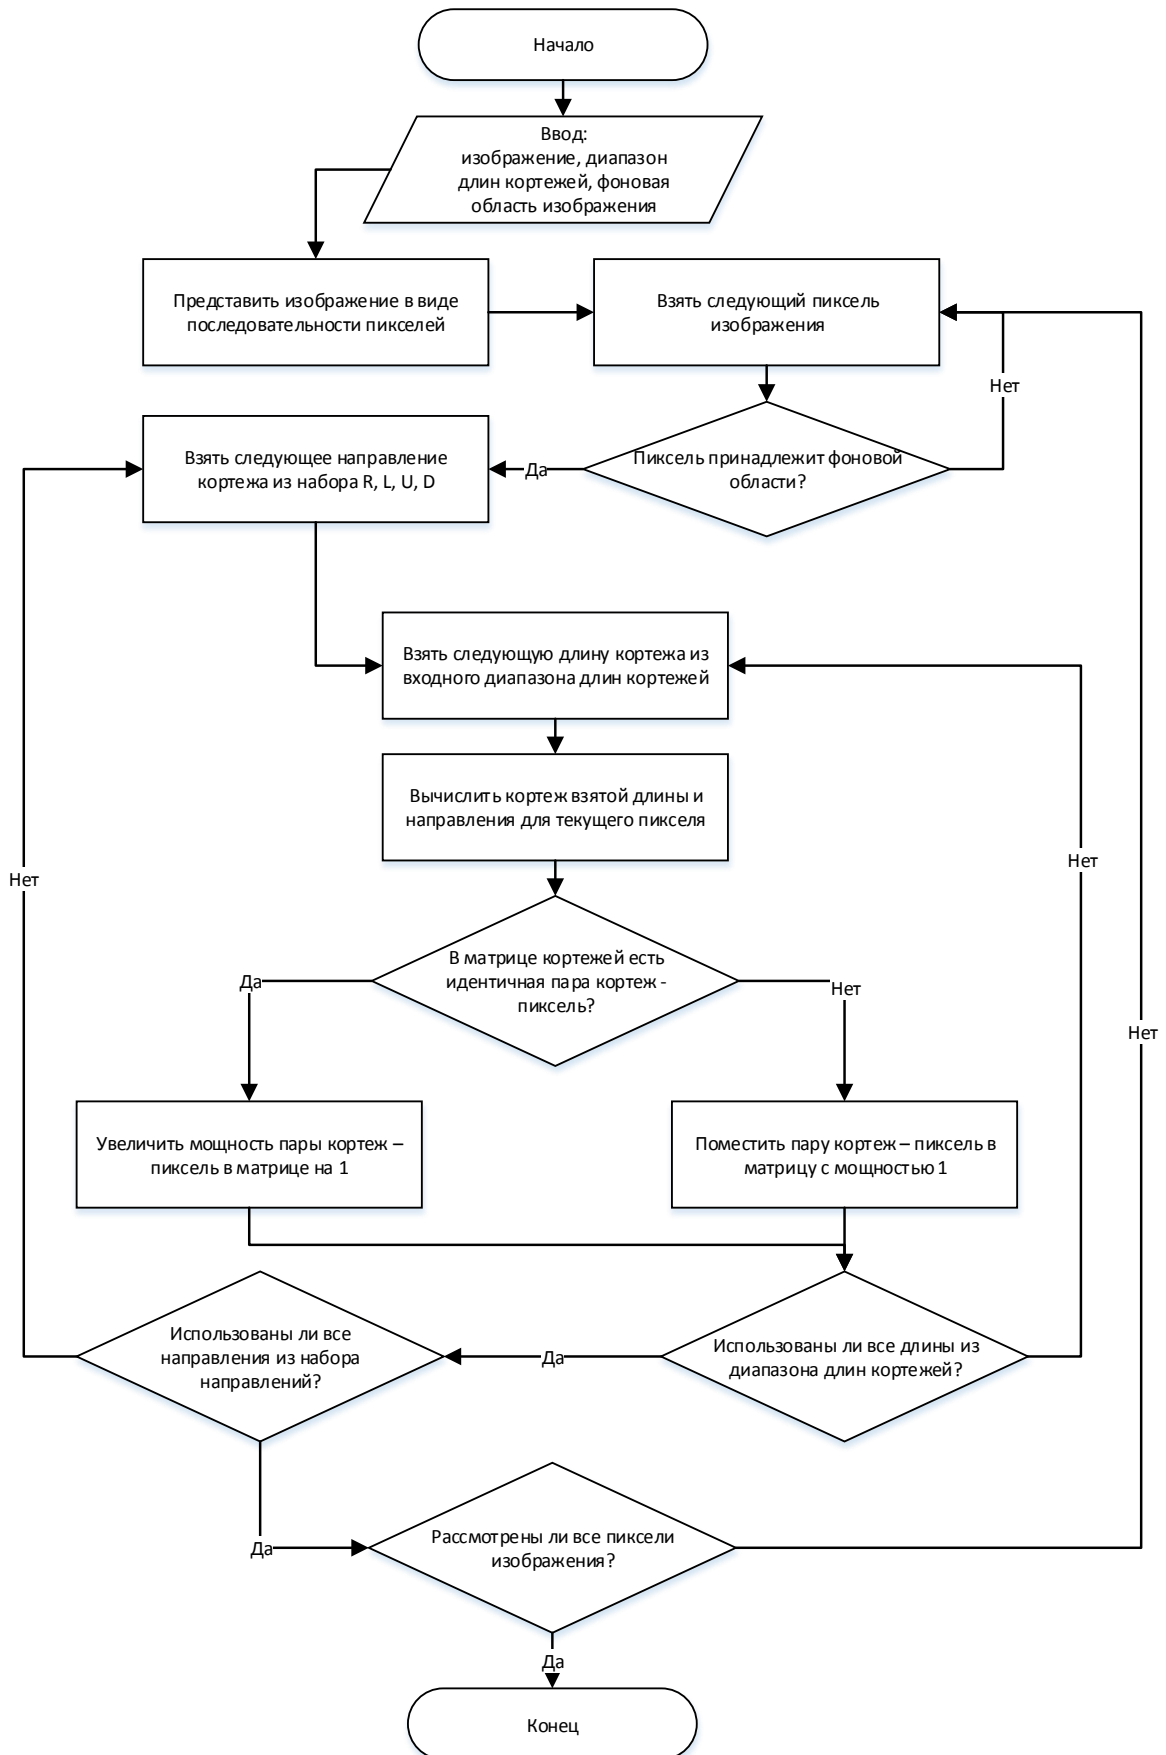 Начало
Ввод:
изображение, диапазон
длин кортежей, фоновая
область изображения
Представить изображение в виде
последовательности пикселей
Взять следующий пиксель
изображения
Нет
Пиксель принадлежит фоновой
области?
Да
Взять следующее направление
кортежа из набора R, L, U, D
Взять следующую длину кортежа из
входного диапазона длин кортежей
Вычислить кортеж взятой длины и
направления для текущего пикселя
Нет
Нет
В матрице кортежей есть
идентичная пара кортеж -
пиксель?
Да
Нет
Нет
Увеличить мощность пары кортеж –
пиксель в матрице на 1
Поместить пару кортеж – пиксель в
матрицу с мощностью 1
Использованы ли все
направления из набора
направлений?
Да
Использованы ли все длины из
диапазона длин кортежей?
Да
Рассмотрены ли все пиксели
изображения?
Да
Конец